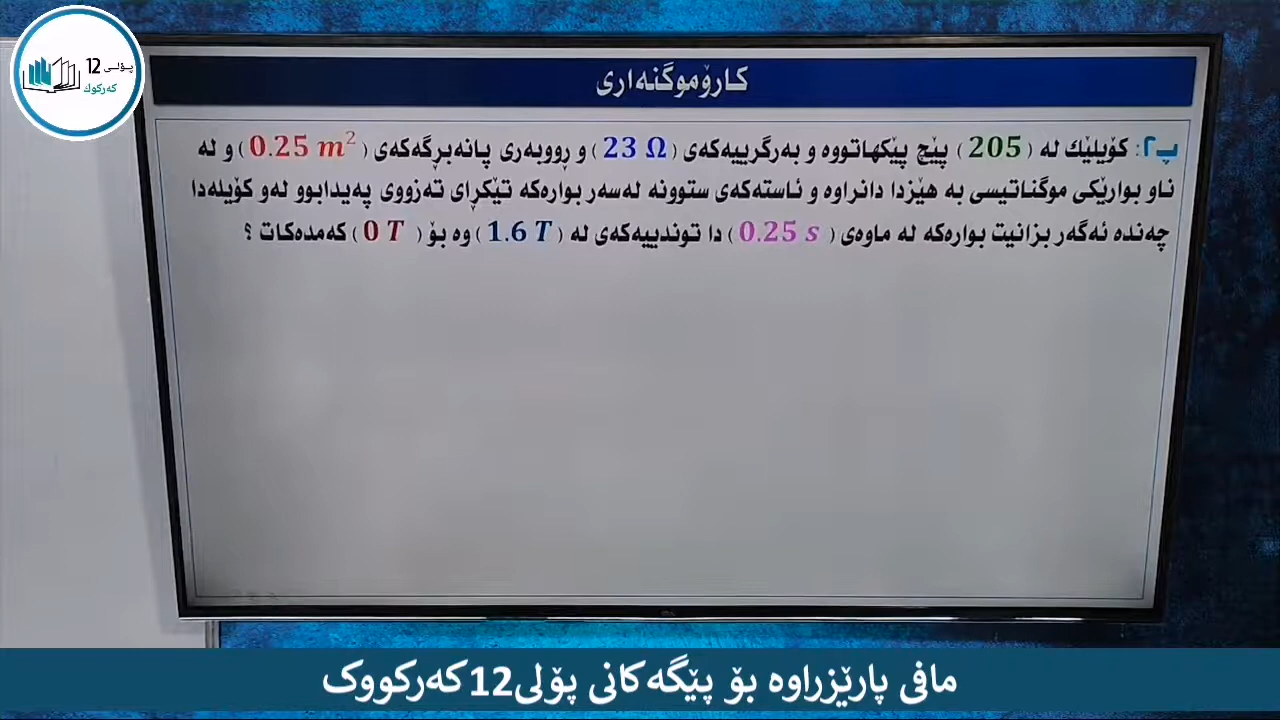 پـۆلـی 12
کەرکوک
کارۆموگنەاری
پ٢: کۆیلێك لە ( 205 ) پێچ پێکهاتووە و بەرگرییەکەی ( 23 Ω ) و ڕووبەری پانەبڕگەکەی ( 0.25 m² ) و لە
ناو بوارێکی موگناتیسی بە هێزدا دانراوە و ئاستەکەی ستوونە لەسەر بوارەکە تێکڕای تەزووی پەیدابوو لەو کۆیلەدا
چەندە ئەگەر بزانیت بوارەکە لە ماوەی ( 0.25 s ) دا توندییەکەی لە ( 1.6 T ) وە بۆ ( 0 T ) کەمدەکات ؟
مافی پارێزراوە بۆ پێگەکانی پۆلی12کەرکووک